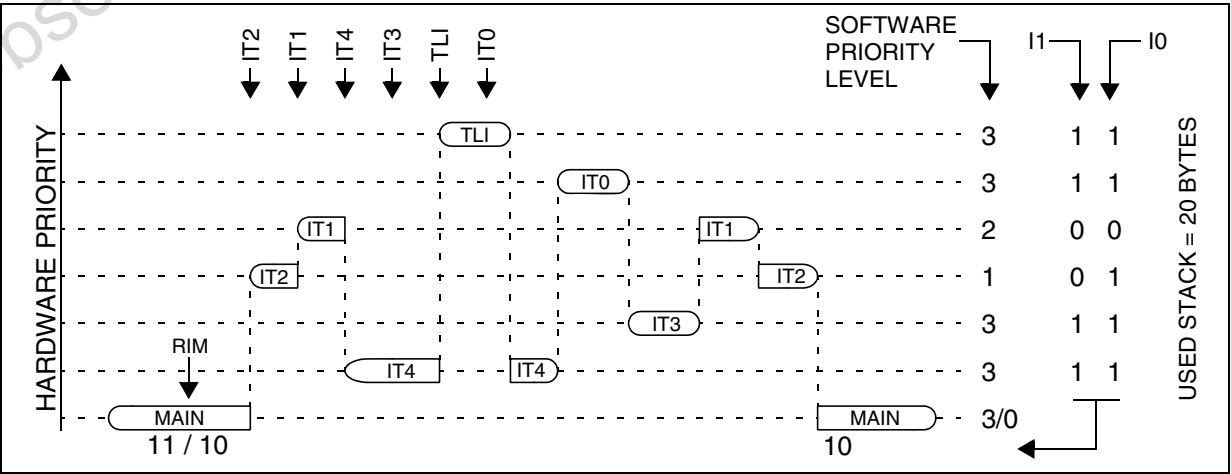 SOFTWARE
PRIORITY
LEVEL
I1
I0
IT2
IT1
IT4
IT3
TLI
IT0
HARDWARE PRIORITY
TLI
3
1 1
IT0
3
1 1
IT1
IT1
2
0 0
IT2
IT2
1
0 1
IT3
3
1 1
RIM
IT4
IT4
3
1 1
MAIN
MAIN
3/0
11 / 10
10
USED STACK = 20 BYTES